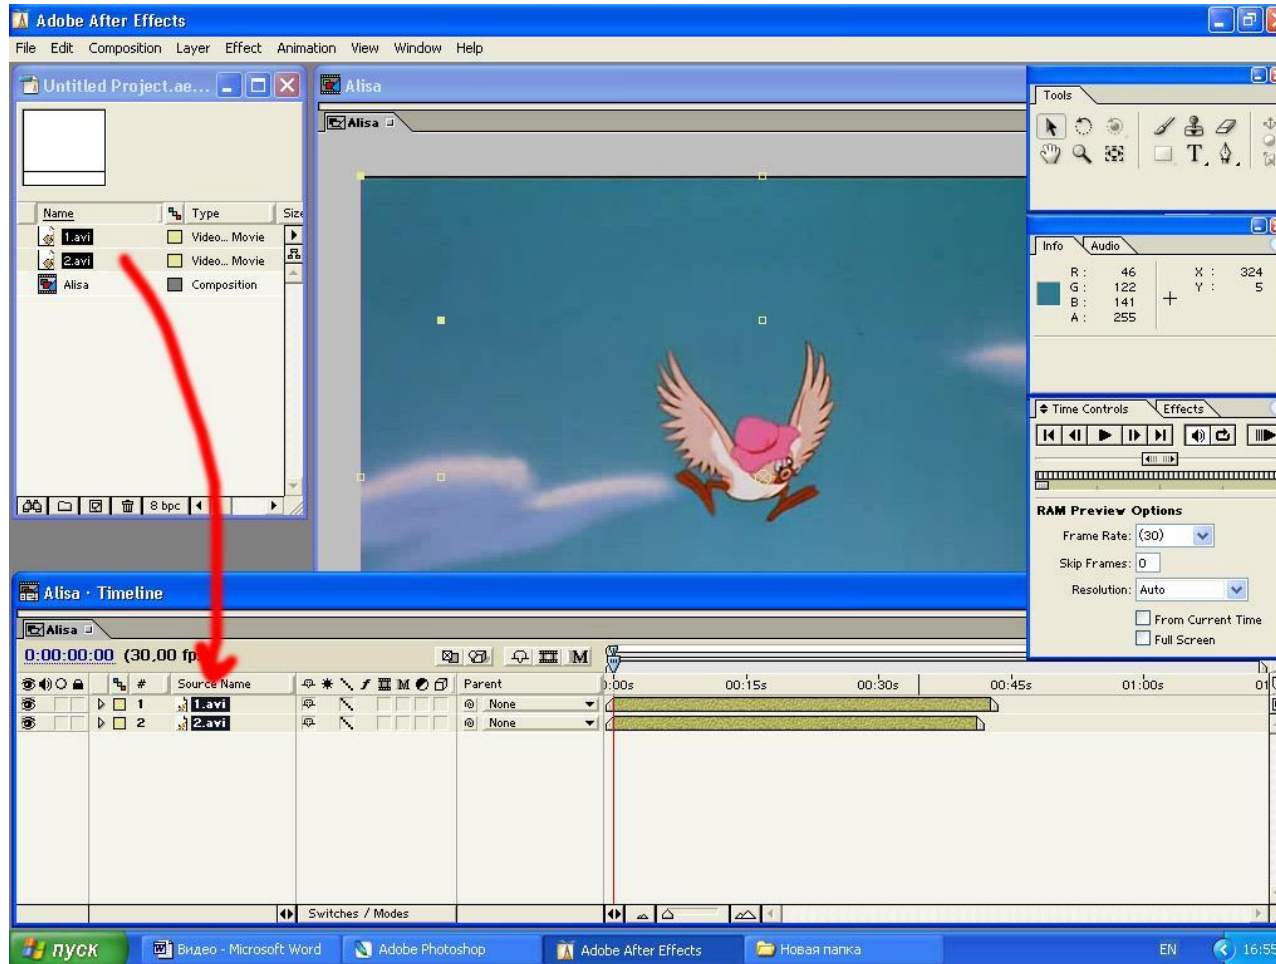 Adobe After Effects
File Edit Composition Layer Effect Animation View Window Help
Untitled Project.ae...
Alisa
Alisa
Name Type Size
1.avi Video... Movie
2.avi Video... Movie
Alisa Composition
8 bpc
Tools
Info Audio
R : 46 X : 324
G : 122 Y : 5
B : 141
A : 255
Time Controls Effects
RAM Preview Options
Frame Rate: (30)
Skip Frames: 0
Resolution: Auto
From Current Time
Full Screen
Alisa · Timeline
Alisa
0:00:00:00 (30,00 fp
# Source Name Parent ):00s 00:15s 00:30s 00:45s 01:00s 01
1 1.avi None
2 2.avi None
Switches / Modes
пуск Видео - Microsoft Word Adobe Photoshop Adobe After Effects Новая папка EN 16:55